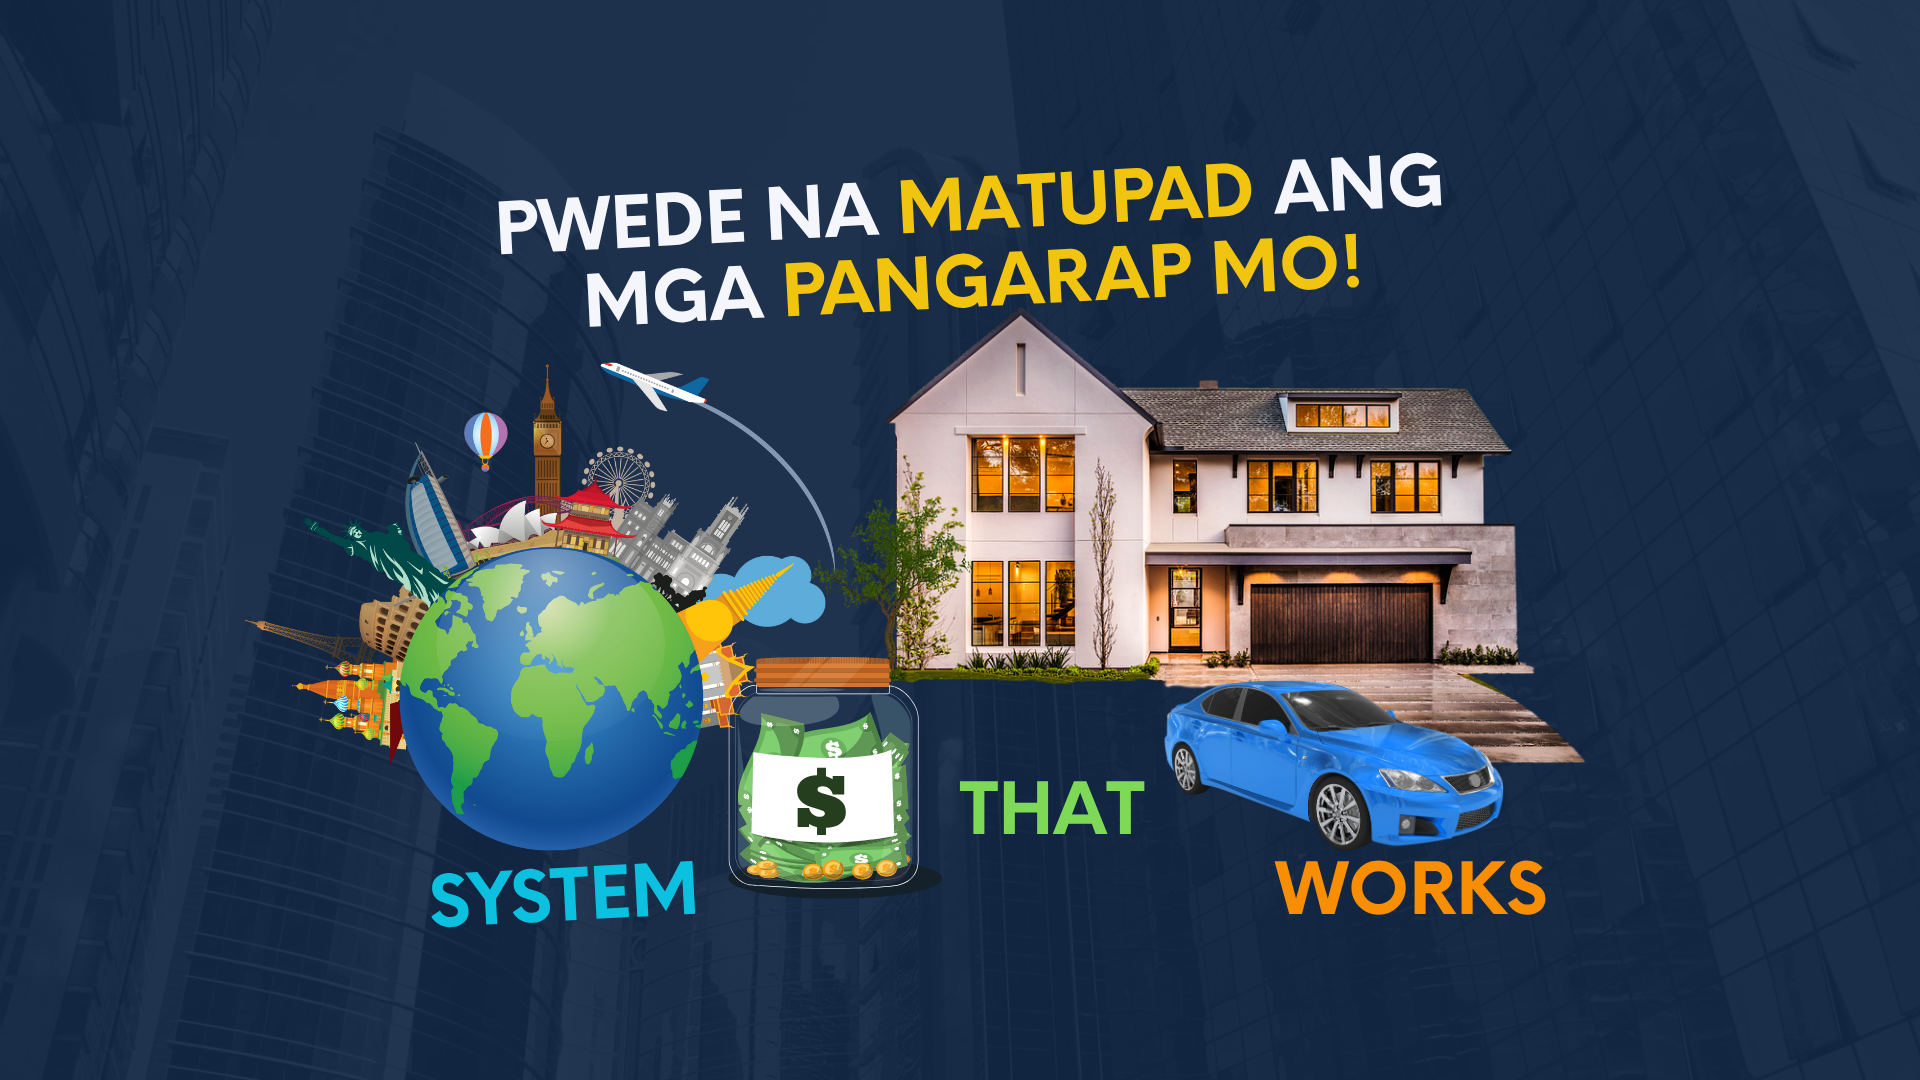 PWEDE NA MATUPAD ANG
MGA PANGARAP MO!
$
SYSTEM
THAT
WORKS